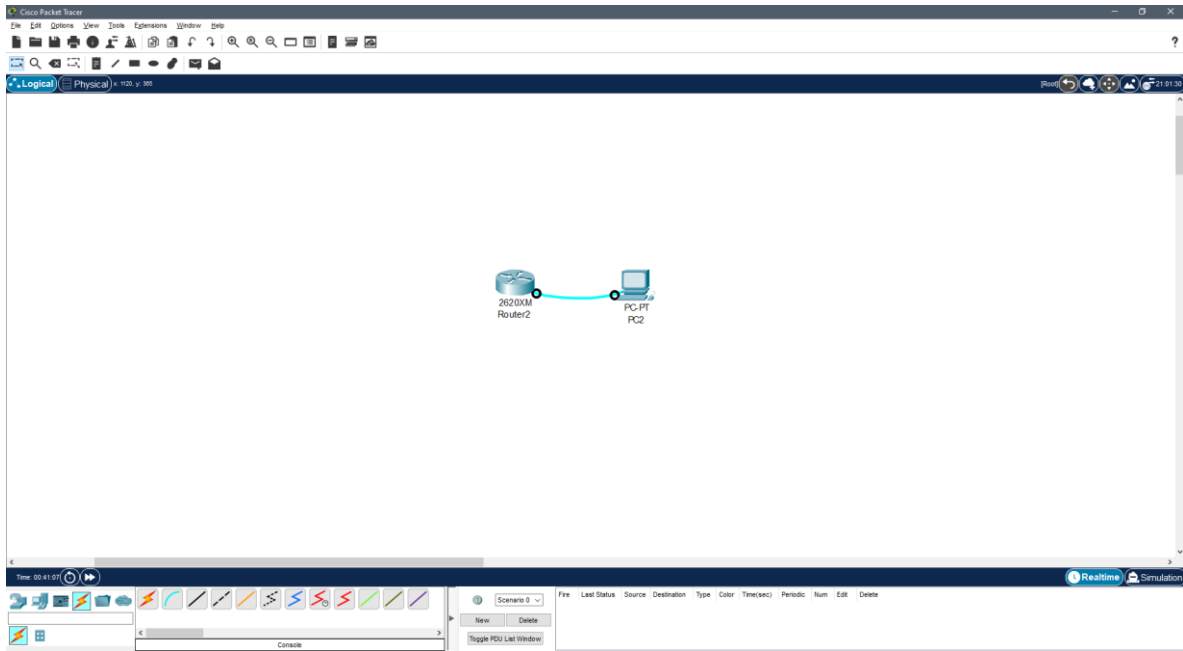 Cisco Packet Tracer
File Edit Options View Tools Extensions Window Help
?
Logical Physical x: 1120, y: 385 [Root] 21:01:30
2620XM
Router2
PC-PT
PC2
Time: 00:41:07 Realtime Simulation
Scenario 0 Fire Last Status Source Destination Type Color Time(sec) Periodic Num Edit Delete
New Delete
Toggle PDU List Window
Console